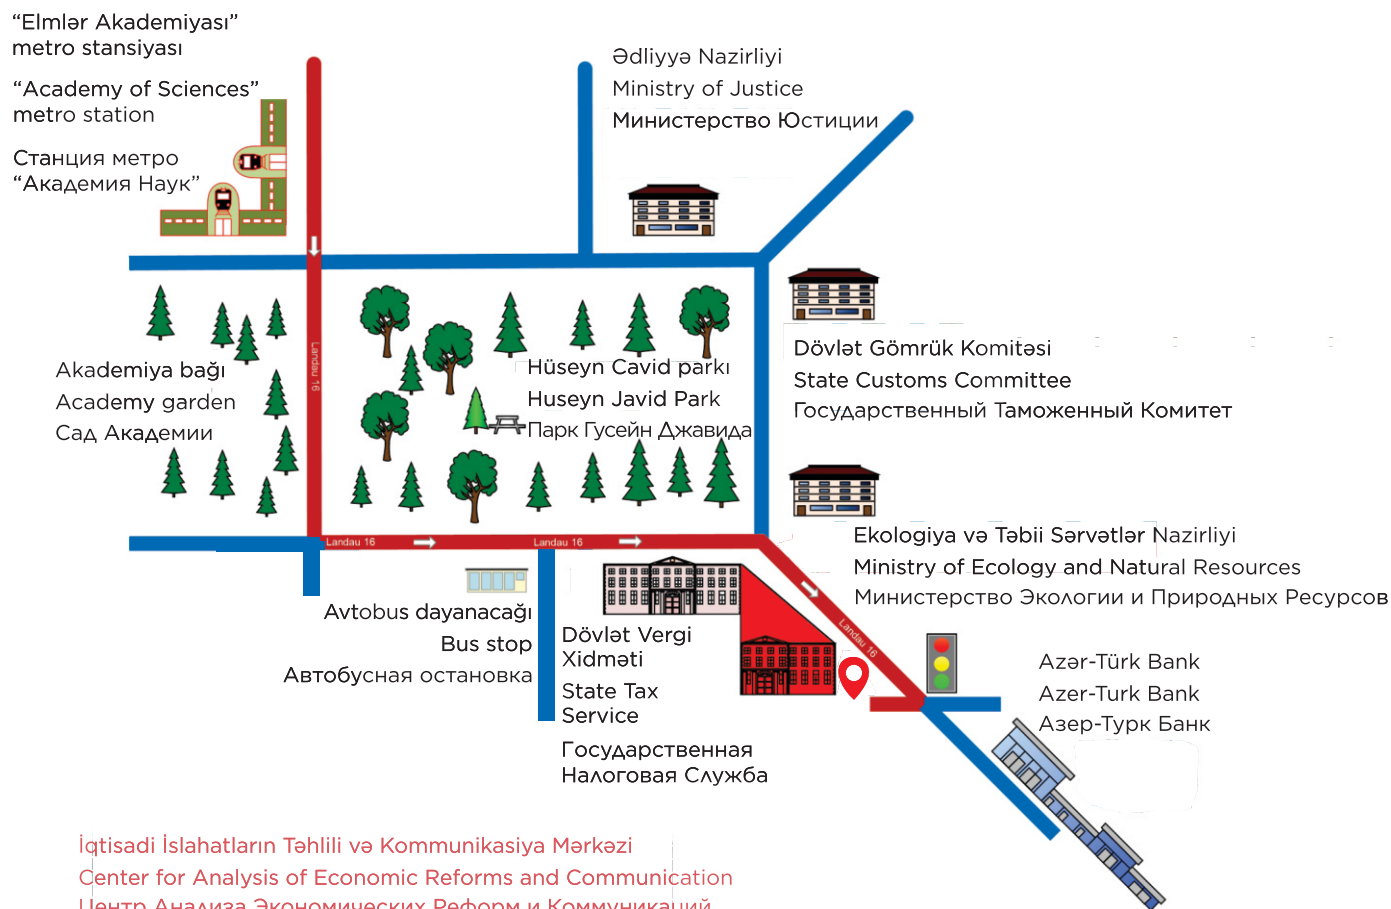 “Elmlər Akademiyası”
metro stansiyası
“Academy of Sciences”
metro station
Станция метро
“Академия Наук”
Ədliyyə Nazirliyi
Ministry of Justice
Министерство Юстиции
Landau 16
Akademiya bağı
Academy garden
Сад Академии
Hüseyn Cavid parkı
Huseyn Javid Park
Парк Гусейн Джавида
Dövlət Gömrük Komitəsi
State Customs Committee
Государственный Таможенный Комитет
Landau 16
Landau 16
Ekologiya və Təbii Sərvətlər Nazirliyi
Ministry of Ecology and Natural Resources
Министерство Экологии и Природных Ресурсов
Landau 16
Avtobus dayanacağı
Bus stop
Автобусная остановка
Dövlət Vergi
Xidməti
State Tax
Service
Государственная
Налоговая Служба
Azər-Türk Bank
Azer-Turk Bank
Азер-Турк Банк
İqtisadi İslahatların Təhlili və Kommunikasiya Mərkəzi
Center for Analysis of Economic Reforms and Communication
Центр Анализа Экономических Реформ и Коммуникаций